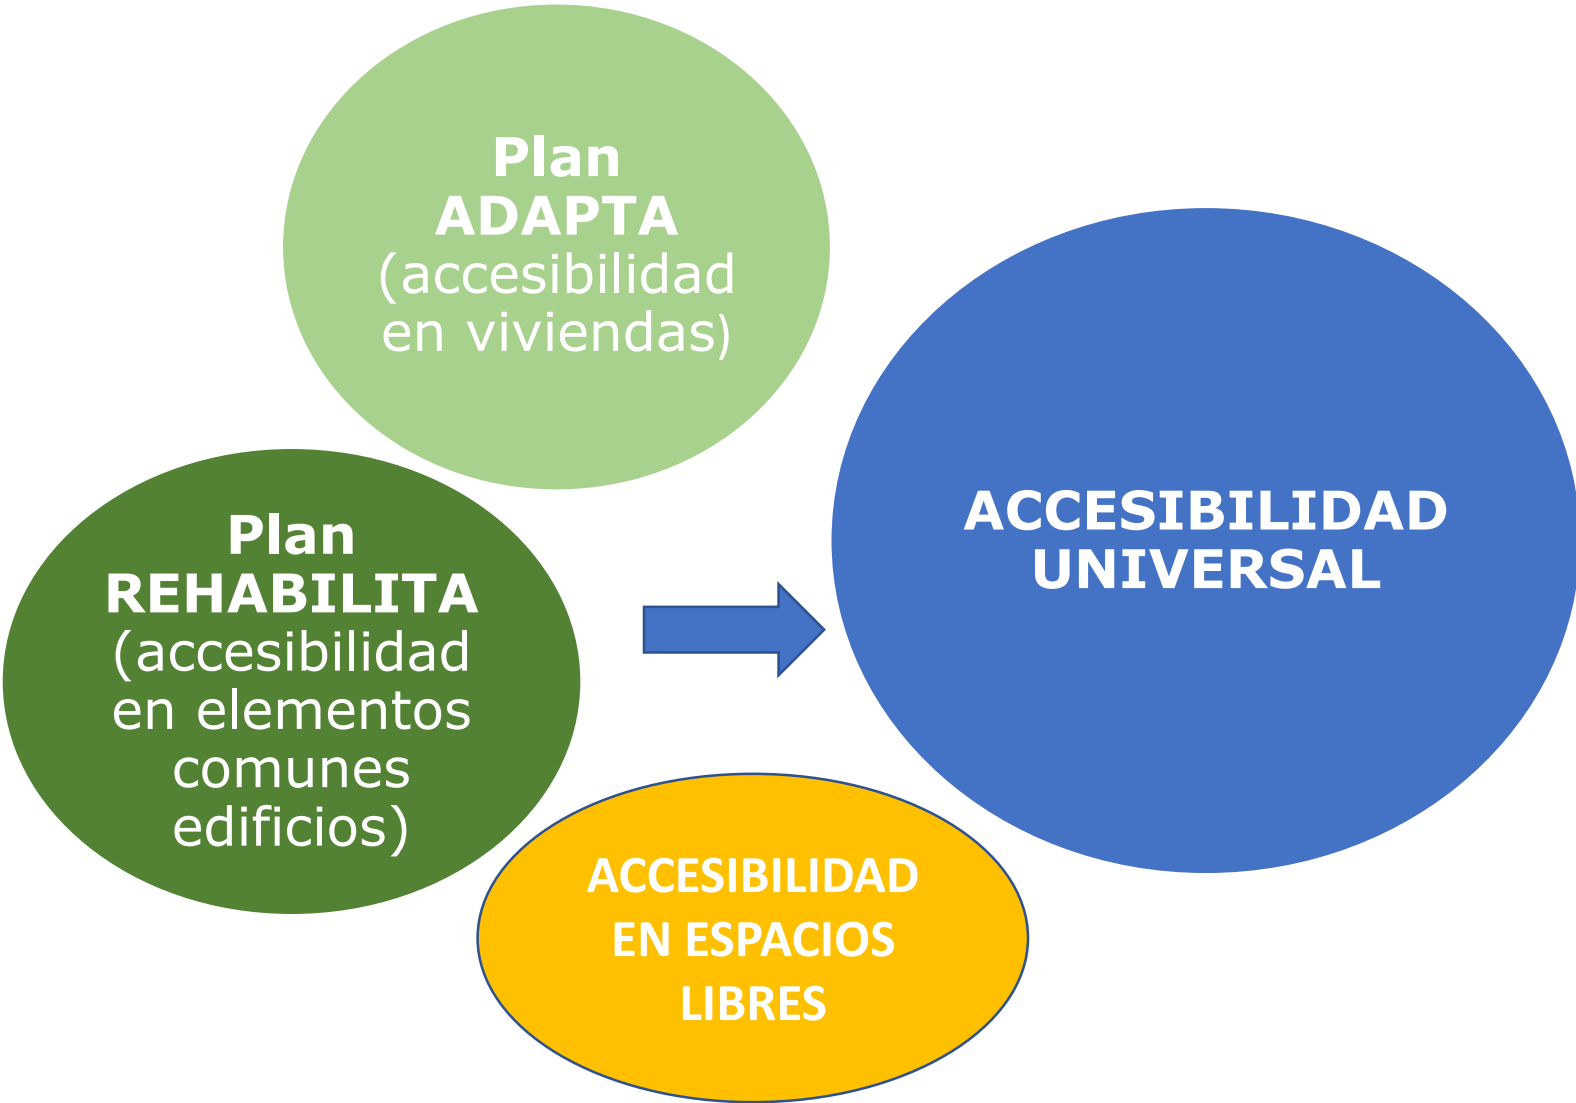 Plan
ADAPTA
(accesibilidad
en viviendas)
Plan
REHABILITA
(accesibilidad
en elementos
comunes
edificios)
ACCESIBILIDAD
UNIVERSAL
ACCESIBILIDAD
EN ESPACIOS
LIBRES